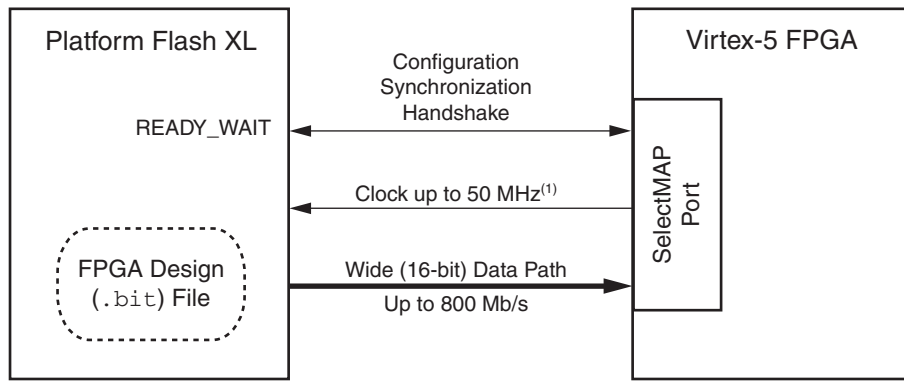 Platform Flash XL
Virtex-5 FPGA
Configuration
Synchronization
Handshake
READY_WAIT
Clock up to 50 MHz(1)
SelectMAP
Port
FPGA Design
(.bit) File
Wide (16-bit) Data Path
Up to 800 Mb/s